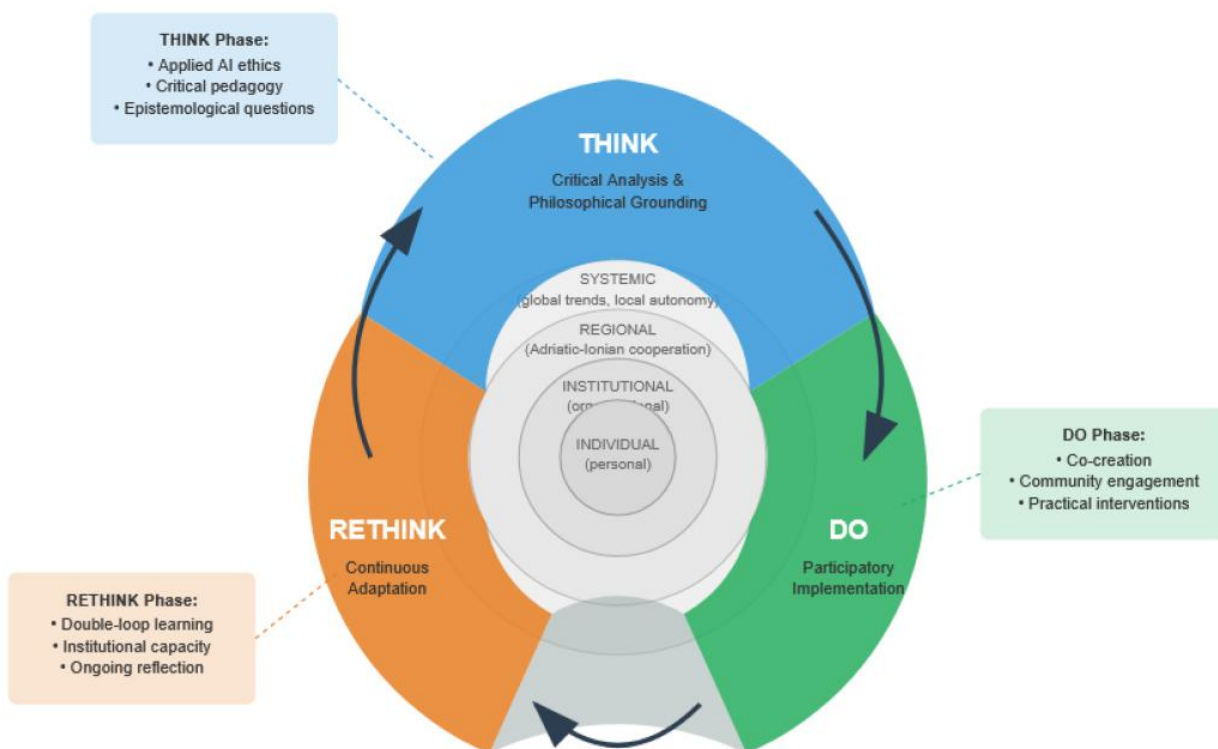 THINK Phase:
• Applied AI ethics
• Critical pedagogy
• Epistemological questions
THINK
Critical Analysis &
Philosophical Grounding
SYSTEMIC
(global trends, local autonomy)
REGIONAL
(Adriatic-Ionian cooperation)
INSTITUTIONAL
INDIVIDUAL
(personal)
DO Phase:
• Co-creation
• Community engagement
• Practical interventions
DO
Participatory
Implementation
RETHINK
Continuous
Adaptation
RETHINK Phase:
• Double-loop learning
• Institutional capacity
• Ongoing reflection